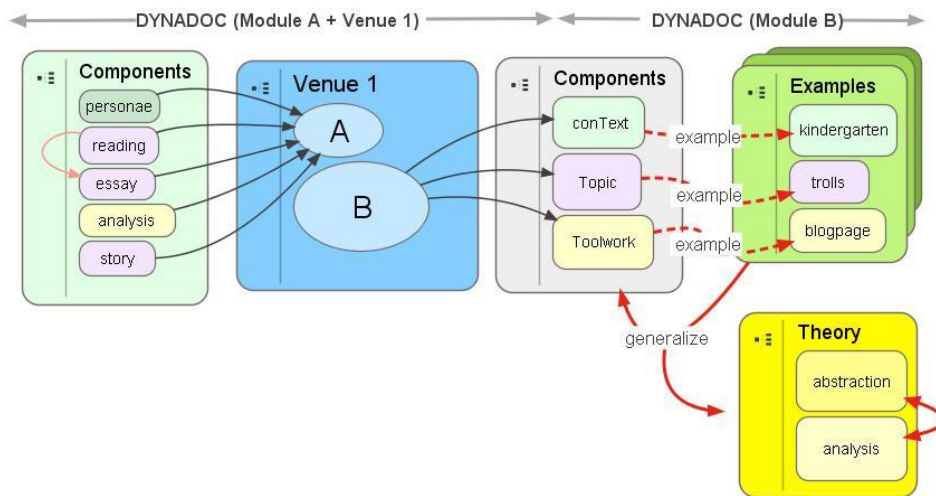 DYNADOC (Module A + Venue 1)
DYNADOC (Module B)
Components
personae
reading
essay
analysis
story
Venue 1
A
B
Components
conText
Topic
Toolwork
example
example
example
Examples
kindergarten
trolls
blogpage
generalize
Theory
abstraction
analysis